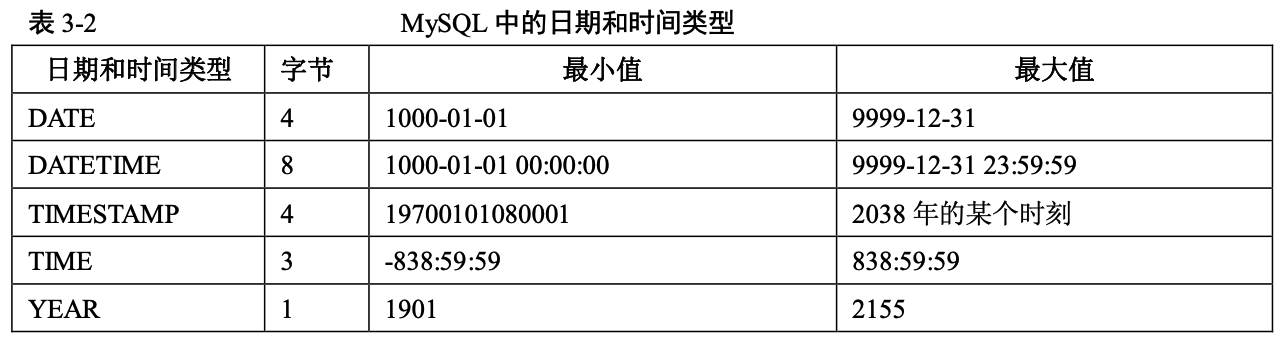 表 3-2 MySQL 中的日期和时间类型
日期和时间类型 字节 最小值 最大值
DATE 4 1000-01-01 9999-12-31
DATETIME 8 1000-01-01 00:00:00 9999-12-31 23:59:59
TIMESTAMP 4 19700101080001 2038 年的某个时刻
TIME 3 -838:59:59 838:59:59
YEAR 1 1901 2155